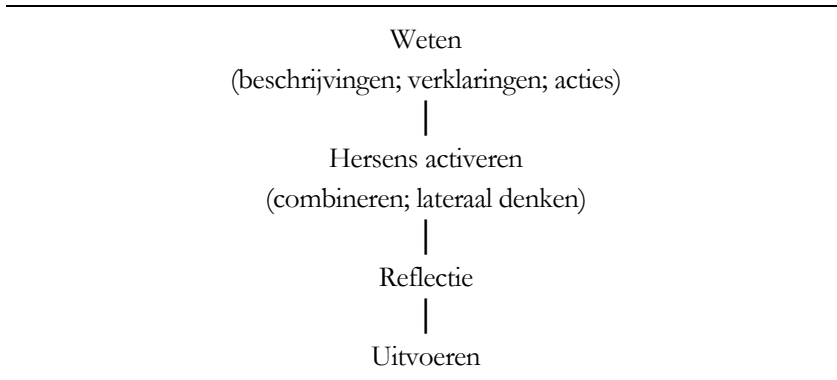 Weten
(beschrijvingen; verklaringen; acties)
Hersens activeren
(combineren; lateraal denken)
Reflectie
Uitvoeren